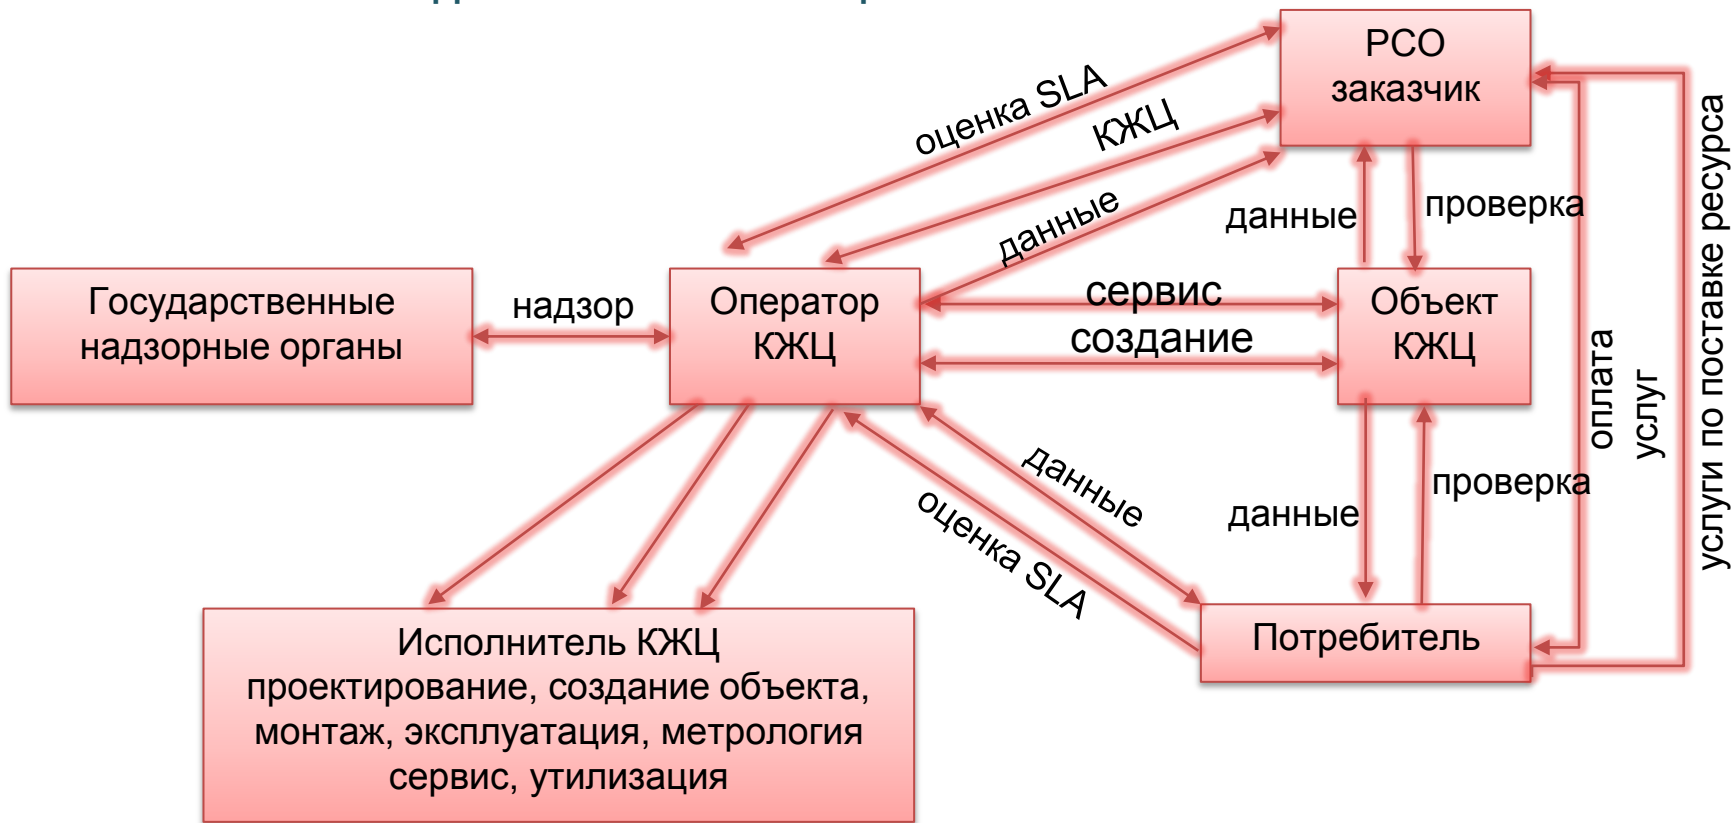 РСО
заказчик
оценка SLA
КЖЦ
данные
данные
проверка
услуги по поставке ресурса
Государственные
надзорные органы
надзор
Оператор
КЖЦ
сервис
создание
Объект
КЖЦ
оплата
услуг
данные
оценка SLA
данные
проверка
Исполнитель КЖЦ
проектирование, создание объекта,
монтаж, эксплуатация, метрология
сервис, утилизация
Потребитель